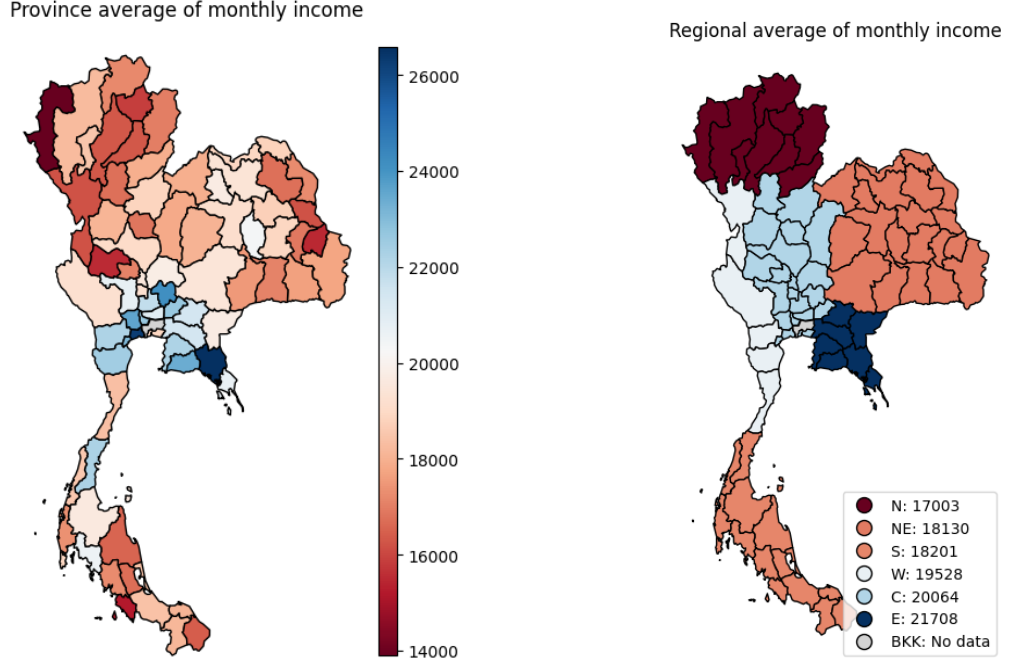 Province average of monthly income
Regional average of monthly income
26000
24000
22000
20000
18000
16000
14000
N: 17003
NE: 18130
S: 18201
W: 19528
C: 20064
E: 21708
BKK: No data